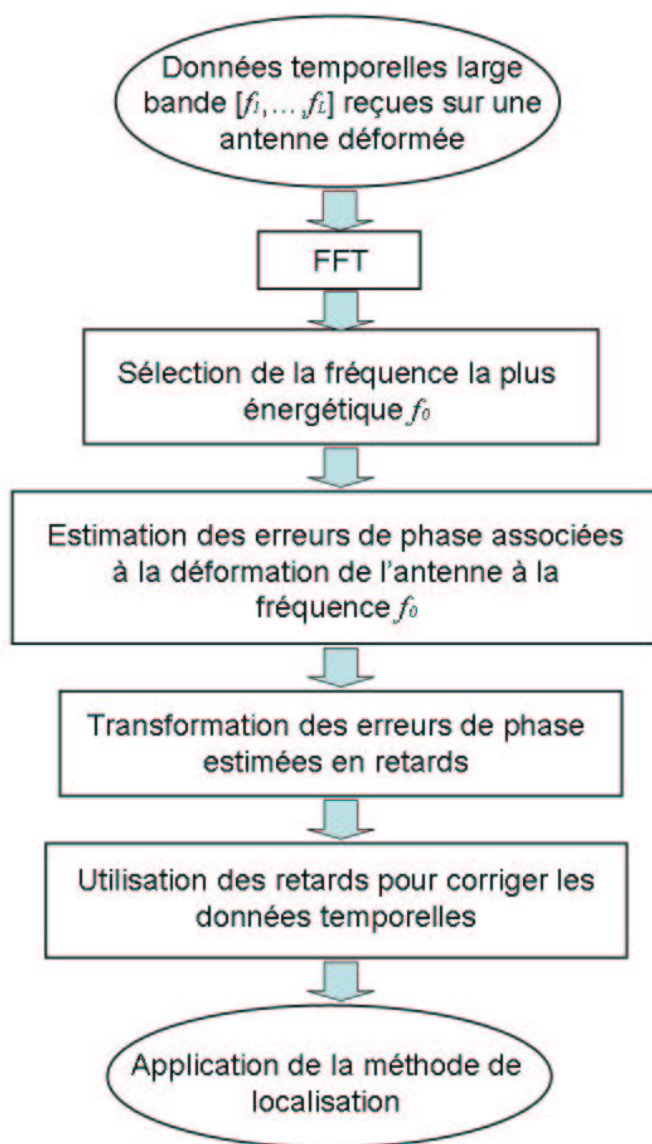 Données temporelles large
bande [f₁,...,f_L] reçues sur une
antenne déformée
FFT
Sélection de la fréquence la plus
énergétique f₀
Estimation des erreurs de phase associées
à la déformation de l'antenne à la
fréquence f₀
Transformation des erreurs de phase
estimées en retards
Utilisation des retards pour corriger les
données temporelles
Application de la méthode de
localisation